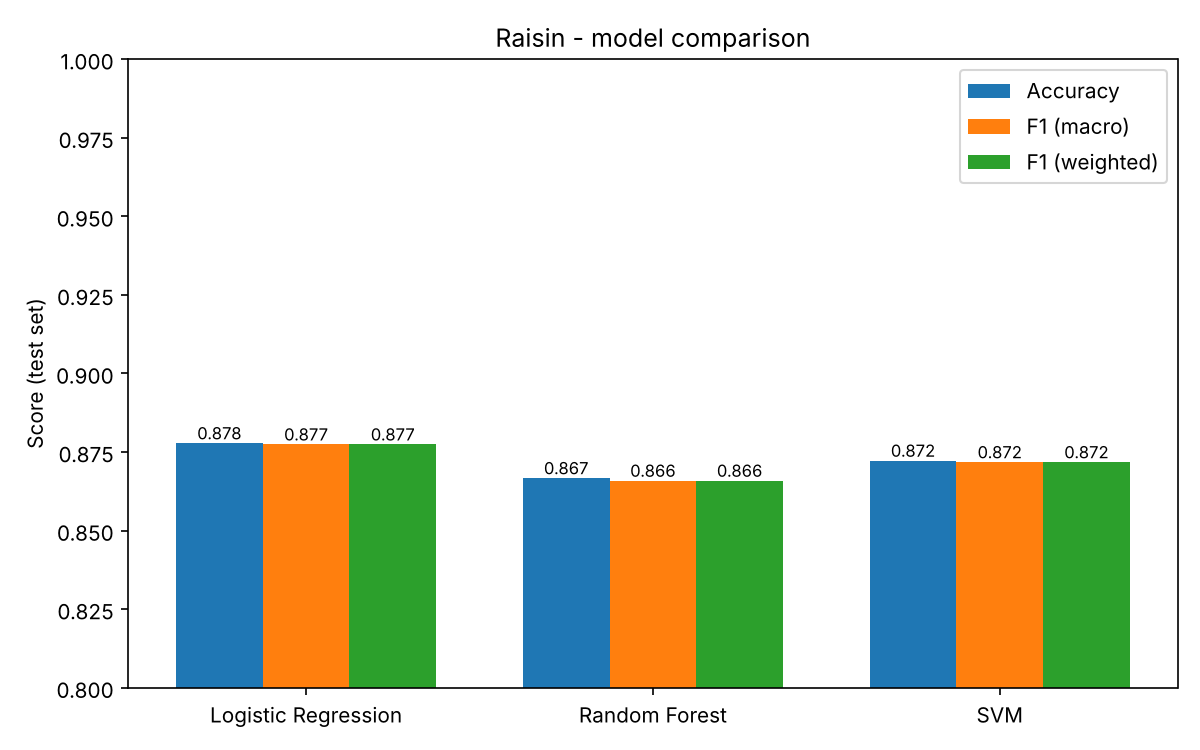 Raisin - model comparison
Accuracy
F1 (macro)
F1 (weighted)
Score (test set)
1.000
0.975
0.950
0.925
0.900
0.875
0.850
0.825
0.800
0.878 0.877 0.877
0.867 0.866 0.866
0.872 0.872 0.872
Logistic Regression Random Forest SVM